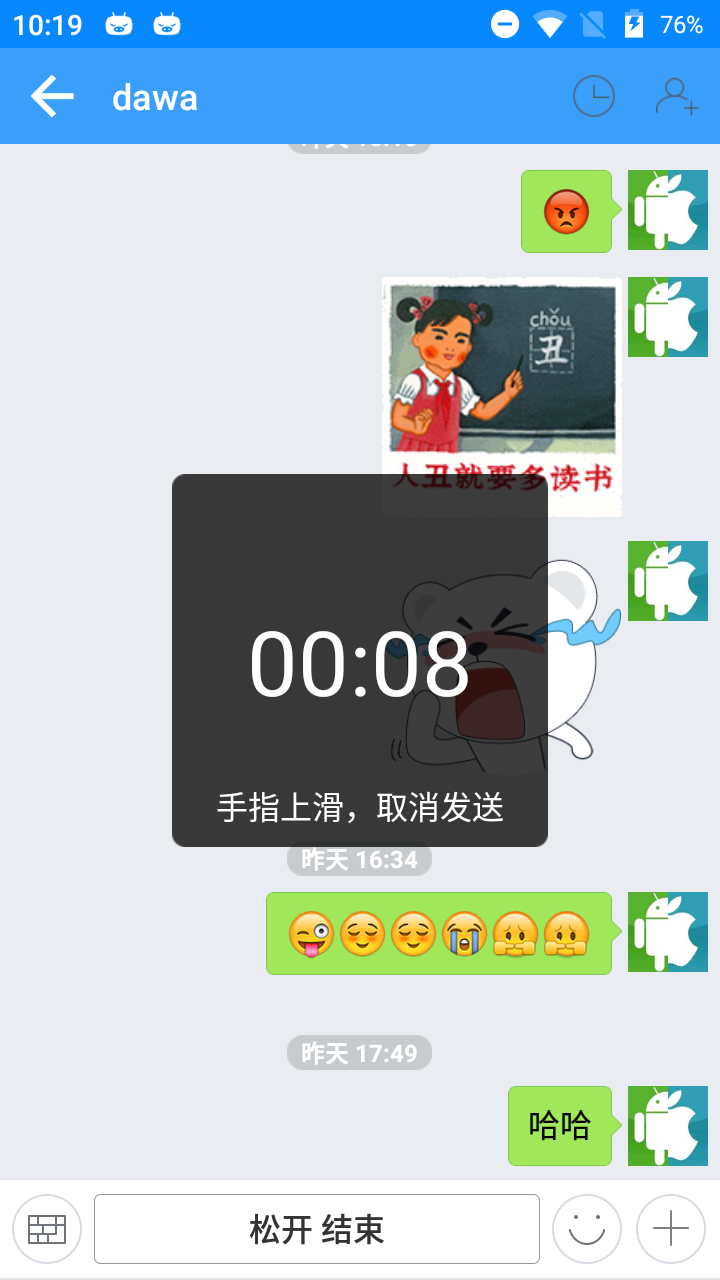 10:19
76%
dawa
chǒu
丑
人丑就要多读书
00:08
手指上滑，取消发送
昨天 16:34
昨天 17:49
哈哈
松开 结束